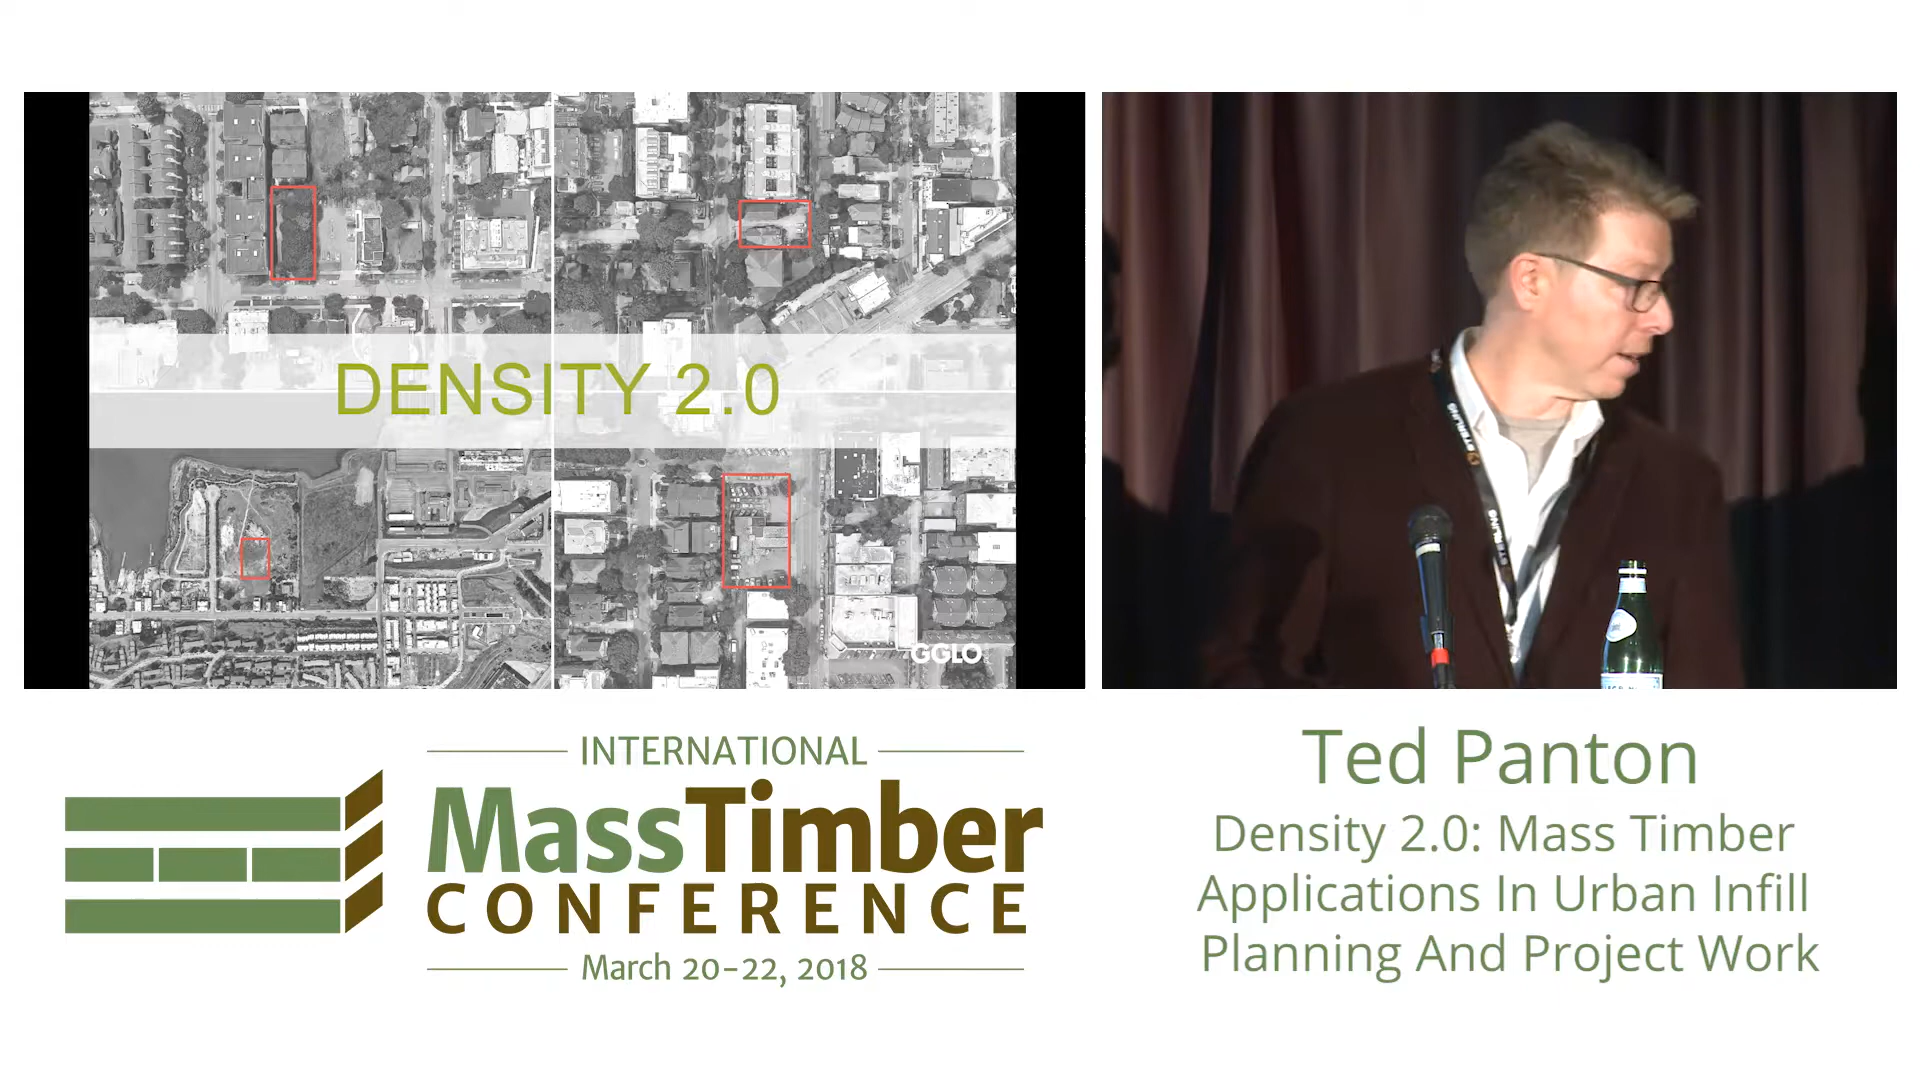 DENSITY 2.0
GGLO
STERLING
INTERNATIONAL
MassTimber
CONFERENCE
March 20-22, 2018
Ted Panton
Density 2.0: Mass Timber
Applications In Urban Infill
Planning And Project Work